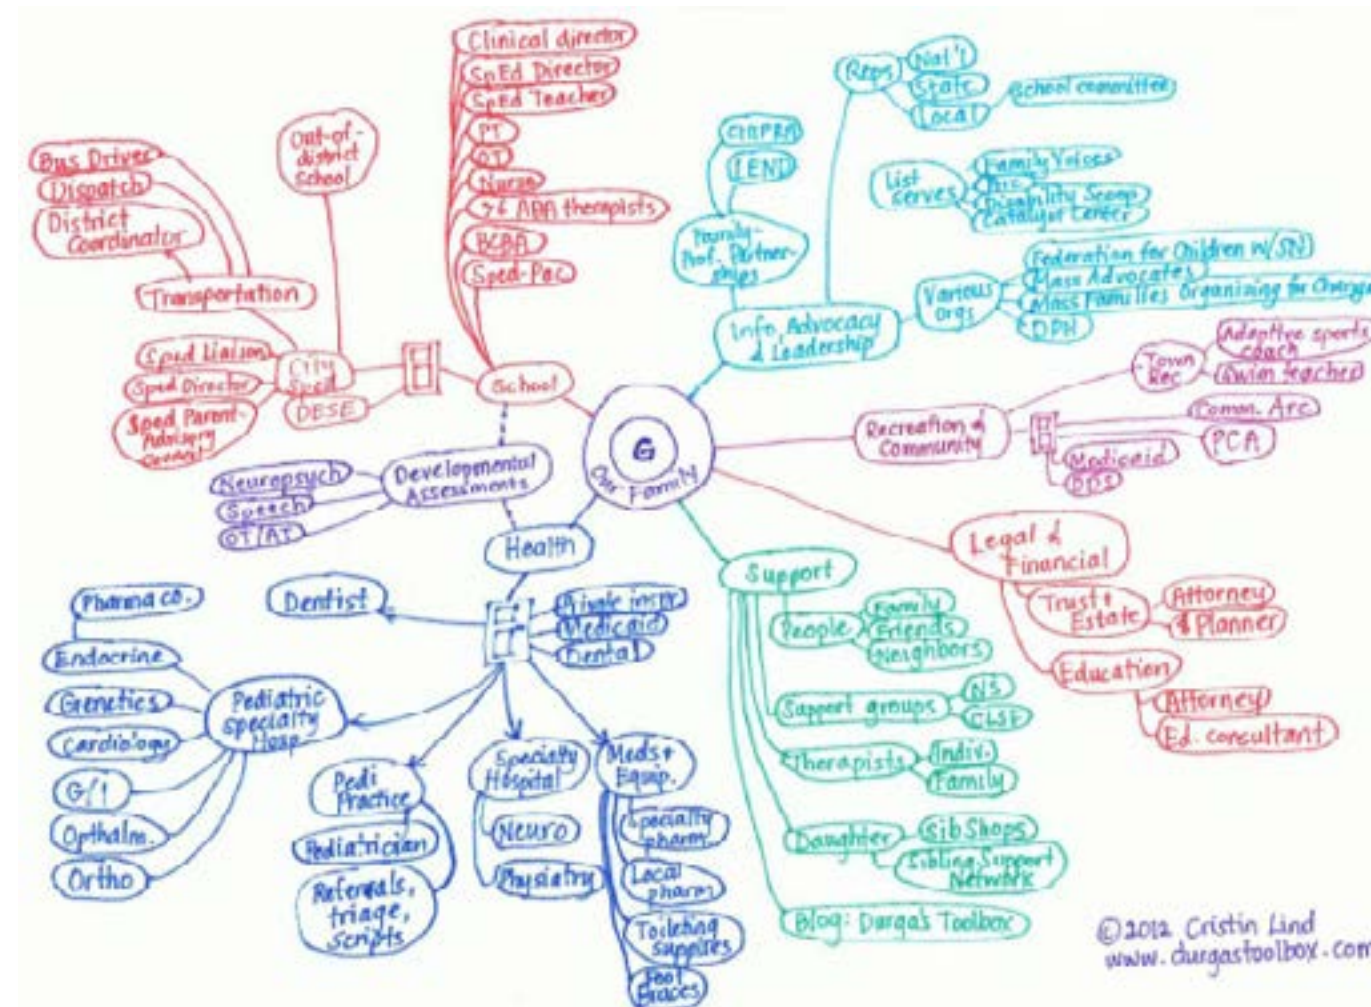 Clinical director
SpEd Director
SpEd Teacher
PT
OT
Nurse
ABA therapists
BCBA
Sped-Pac
Out-of-
district
School
Bus Driver
Dispatch
District
Coordinator
Transportation
Sped Liaison
Sped Director
Sped Parent
Advisory
Council
City
Sped
DESE
School
Reps
Nat'l
State
Local
School committee
CHIPRA
LEND
Family-
Prof. Partner-
ships
List
serves
Family Voices
Arc
Disability Scoop
Catalyst Center
Info, Advocacy
& Leadership
Various
orgs
Federation for Children w/SN
Mass Advocates
Mass Families Organizing for Change
DPH
Town
Rec
Adaptive sports
coach
Swim teacher
Recreation &
Community
Comm. Arc
PCA
Medicaid
DDS
G
Our Family
Neuropsych
Speech
OT/AT
Developmental
Assessments
Health
Legal &
Financial
Trust &
Estate
Attorney
$ Planner
Education
Attorney
Ed. consultant
Support
People
Family
Friends
Neighbors
Support groups
NS
Therapists
Indiv.
Family
Daughter
SibShops
Sibling Support
Network
Blog: Durga's Toolbox
Dentist
Private insur.
Medicaid
Dental
Pharma co.
Endocrine
Genetics
Cardiology
G/I
Opthalm.
Ortho
Pediatric
Specialty
Hosp.
Pedi
Practice
Pediatrician
Referrals,
triage,
scripts
Specialty
Hospital
Neuro
Physiatry
Meds +
Equip.
Specialty
pharm.
Local
pharm
Toileting
supplies
Foot
Braces
©2012 Cristin Lind
www.durgastoolbox.com